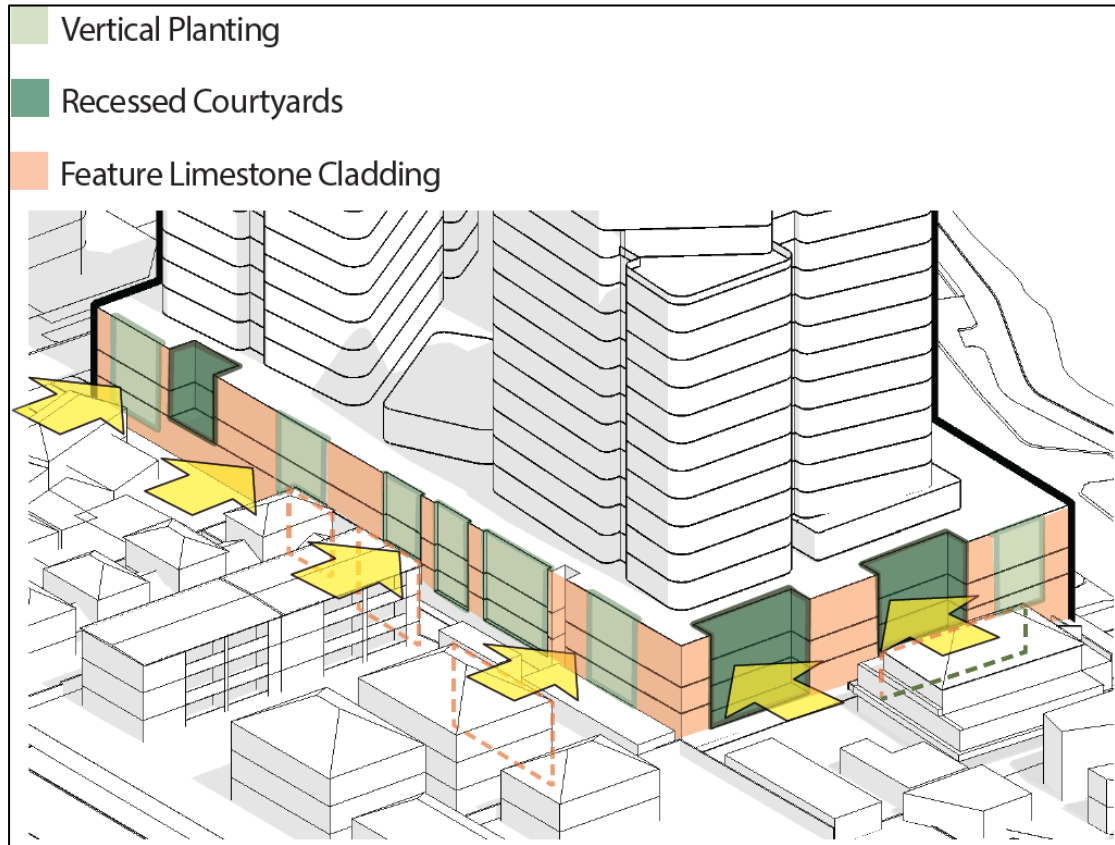 Vertical Planting
Recessed Courtyards
Feature Limestone Cladding